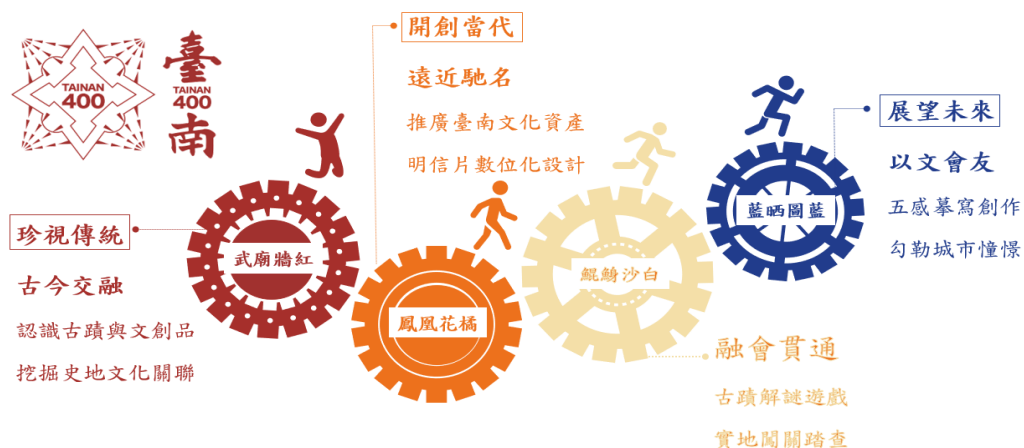 TAINAN
400
臺
TAINAN
400
南
珍視傳統
古今交融
認識古蹟與文創品
挖掘史地文化關聯
武廟牆紅
開創當代
遠近馳名
推廣臺南文化資產
明信片數位化設計
鳳凰花橘
鯤鯓沙白
融會貫通
古蹟解謎遊戲
實地闖關踏查
藍晒圖藍
展望未來
以文會友
五感摹寫創作
勾勒城市憧憬